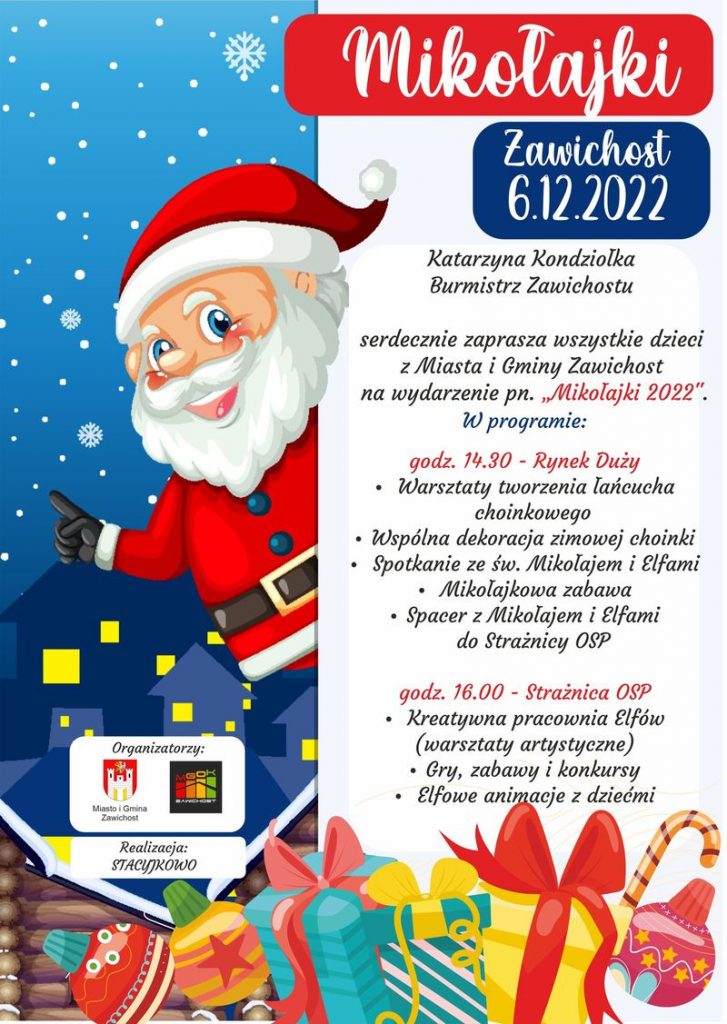 Mikołajki
Zawichost
6.12.2022
Katarzyna Kondziołka
Burmistrz Zawichostu
serdecznie zaprasza wszystkie dzieci
z Miasta i Gminy Zawichost
na wydarzenie pn. „Mikołajki 2022".
W programie:
godz. 14.30 - Rynek Duży
• Warsztaty tworzenia łańcucha
choinkowego
• Wspólna dekoracja zimowej choinki
• Spotkanie ze św. Mikołajem i Elfami
• Mikołajkowa zabawa
• Spacer z Mikołajem i Elfami
do Strażnicy OSP
godz. 16.00 - Strażnica OSP
• Kreatywna pracownia Elfów
(warsztaty artystyczne)
• Gry, zabawy i konkursy
• Elfowe animacje z dziećmi
Organizatorzy:
Miasto i Gmina
Zawichost
MGOK
ZAWICHOST
Realizacja:
STACYJKOWO